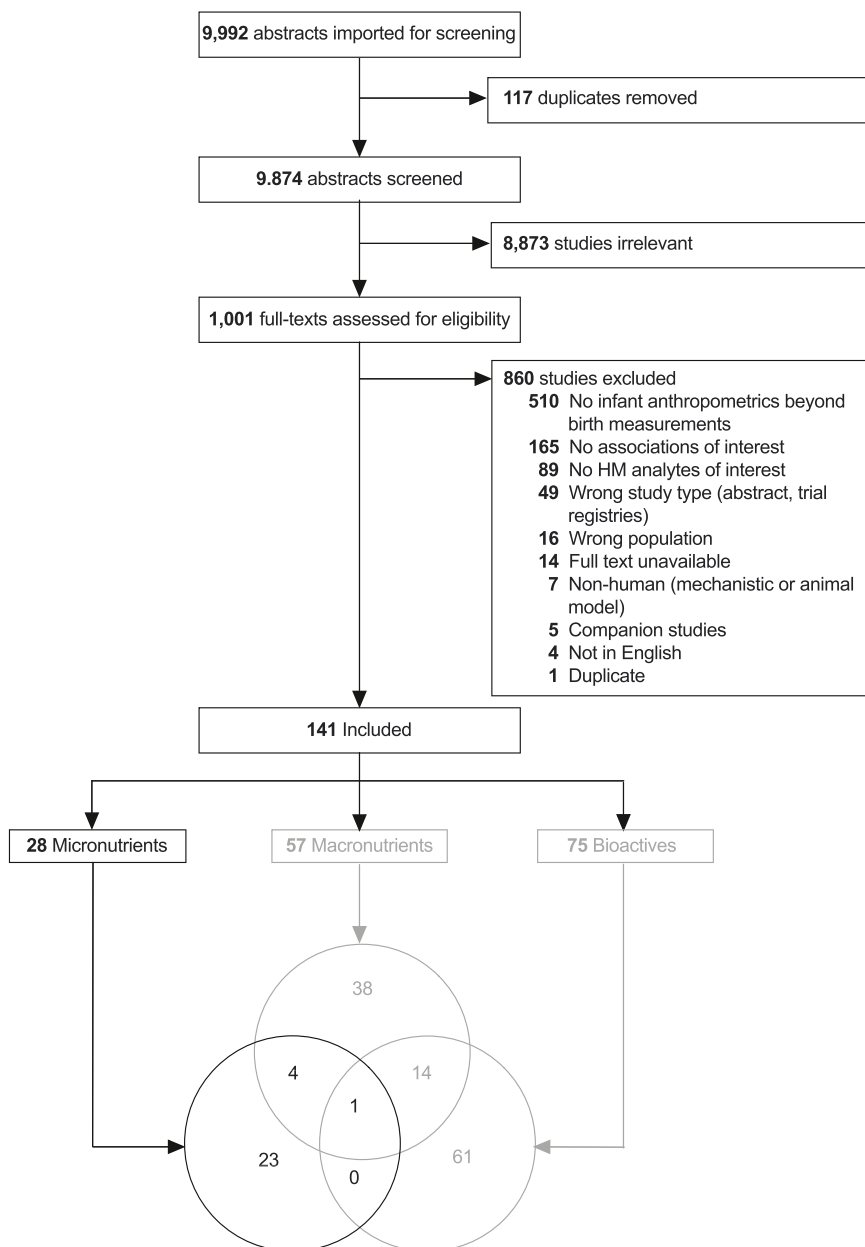 9,992 abstracts imported for screening
117 duplicates removed
9.874 abstracts screened
8,873 studies irrelevant
1,001 full-texts assessed for eligibility
860 studies excluded
510 No infant anthropometrics beyond
birth measurements
165 No associations of interest
89 No HM analytes of interest
49 Wrong study type (abstract, trial
registries)
16 Wrong population
14 Full text unavailable
7 Non-human (mechanistic or animal
model)
5 Companion studies
4 Not in English
1 Duplicate
141 Included
28 Micronutrients
57 Macronutrients
75 Bioactives
38
4
14
1
23
61
0